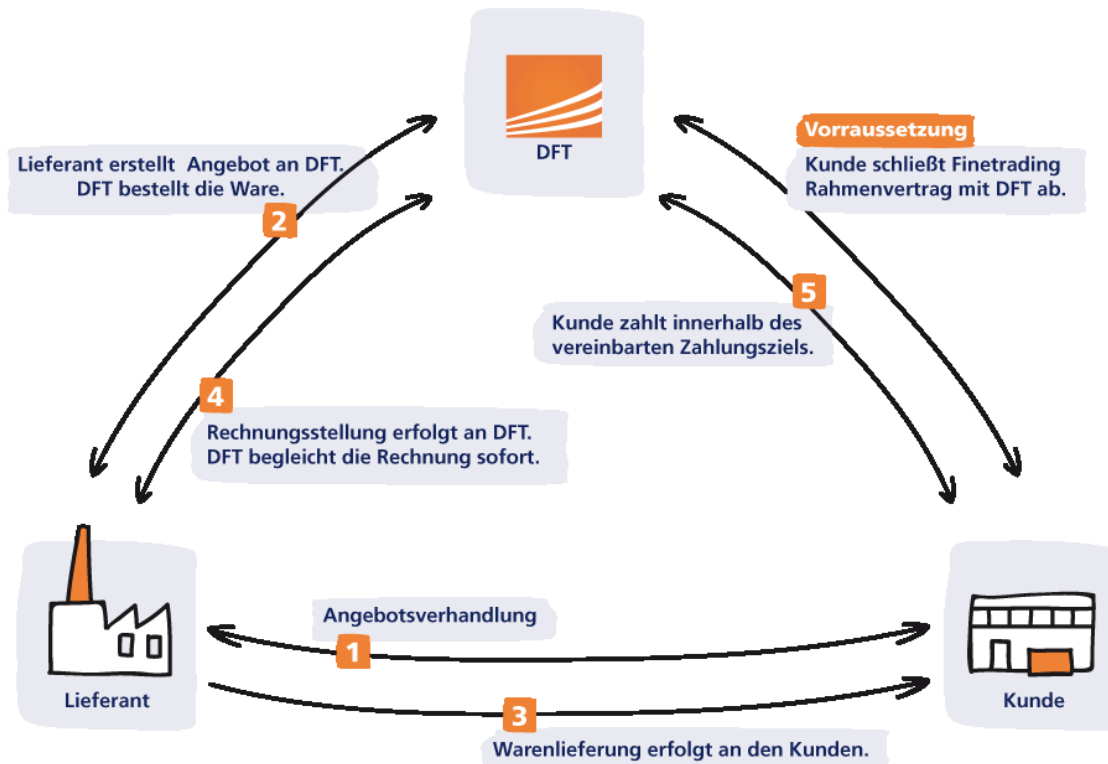 DFT
Vorraussetzung
Kunde schließt Finetrading
Rahmenvertrag mit DFT ab.
Lieferant erstellt Angebot an DFT.
DFT bestellt die Ware.
2
5
Kunde zahlt innerhalb des
vereinbarten Zahlungsziels.
4
Rechnungsstellung erfolgt an DFT.
DFT begleicht die Rechnung sofort.
Angebotsverhandlung
1
Lieferant
Kunde
3
Warenlieferung erfolgt an den Kunden.